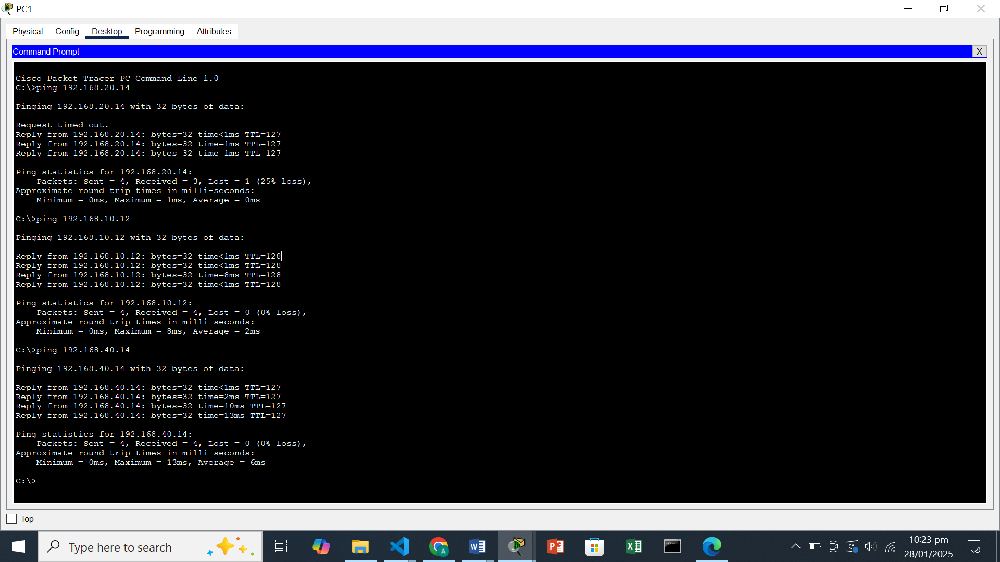 PC1
Physical Config Desktop Programming Attributes
Command Prompt
X
Cisco Packet Tracer PC Command Line 1.0
C:\>ping 192.168.20.14
Pinging 192.168.20.14 with 32 bytes of data:
Request timed out.
Reply from 192.168.20.14: bytes=32 time<1ms TTL=127
Reply from 192.168.20.14: bytes=32 time=1ms TTL=127
Reply from 192.168.20.14: bytes=32 time=1ms TTL=127
Ping statistics for 192.168.20.14:
    Packets: Sent = 4, Received = 3, Lost = 1 (25% loss),
Approximate round trip times in milli-seconds:
    Minimum = 0ms, Maximum = 1ms, Average = 0ms
C:\>ping 192.168.10.12
Pinging 192.168.10.12 with 32 bytes of data:
Reply from 192.168.10.12: bytes=32 time<1ms TTL=128
Reply from 192.168.10.12: bytes=32 time<1ms TTL=128
Reply from 192.168.10.12: bytes=32 time=8ms TTL=128
Reply from 192.168.10.12: bytes=32 time<1ms TTL=128
Ping statistics for 192.168.10.12:
    Packets: Sent = 4, Received = 4, Lost = 0 (0% loss),
Approximate round trip times in milli-seconds:
    Minimum = 0ms, Maximum = 8ms, Average = 2ms
C:\>ping 192.168.40.14
Pinging 192.168.40.14 with 32 bytes of data:
Reply from 192.168.40.14: bytes=32 time<1ms TTL=127
Reply from 192.168.40.14: bytes=32 time=2ms TTL=127
Reply from 192.168.40.14: bytes=32 time=10ms TTL=127
Reply from 192.168.40.14: bytes=32 time=13ms TTL=127
Ping statistics for 192.168.40.14:
    Packets: Sent = 4, Received = 4, Lost = 0 (0% loss),
Approximate round trip times in milli-seconds:
    Minimum = 0ms, Maximum = 13ms, Average = 6ms
C:\>
Top
Type here to search
10:23 pm
28/01/2025